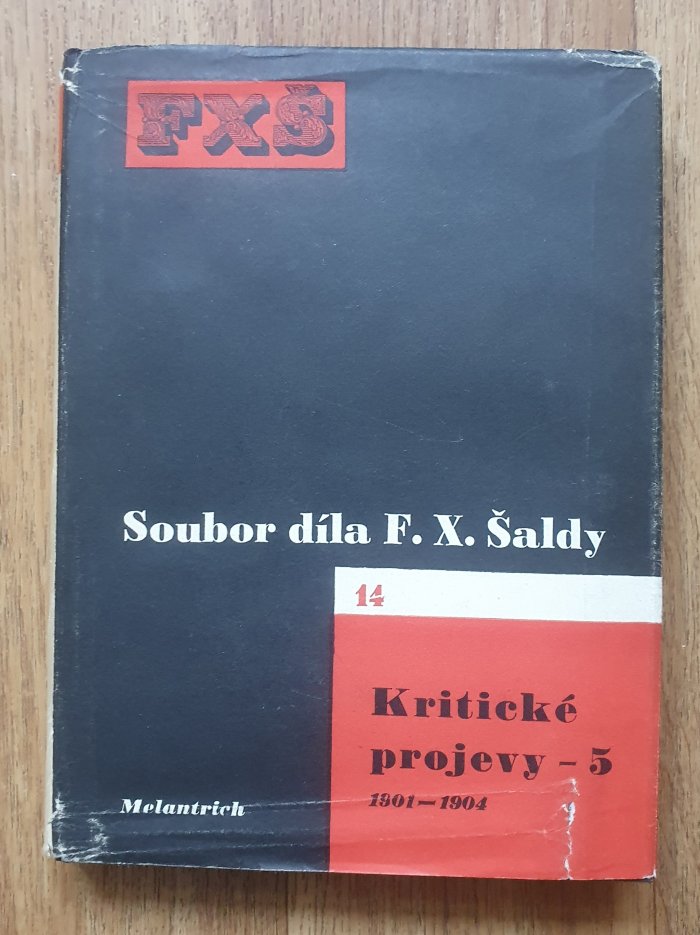 FXŠ
Soubor díla F. X. Šaldy
14
Kritické
projevy – 5
1901—1904
Melantrich